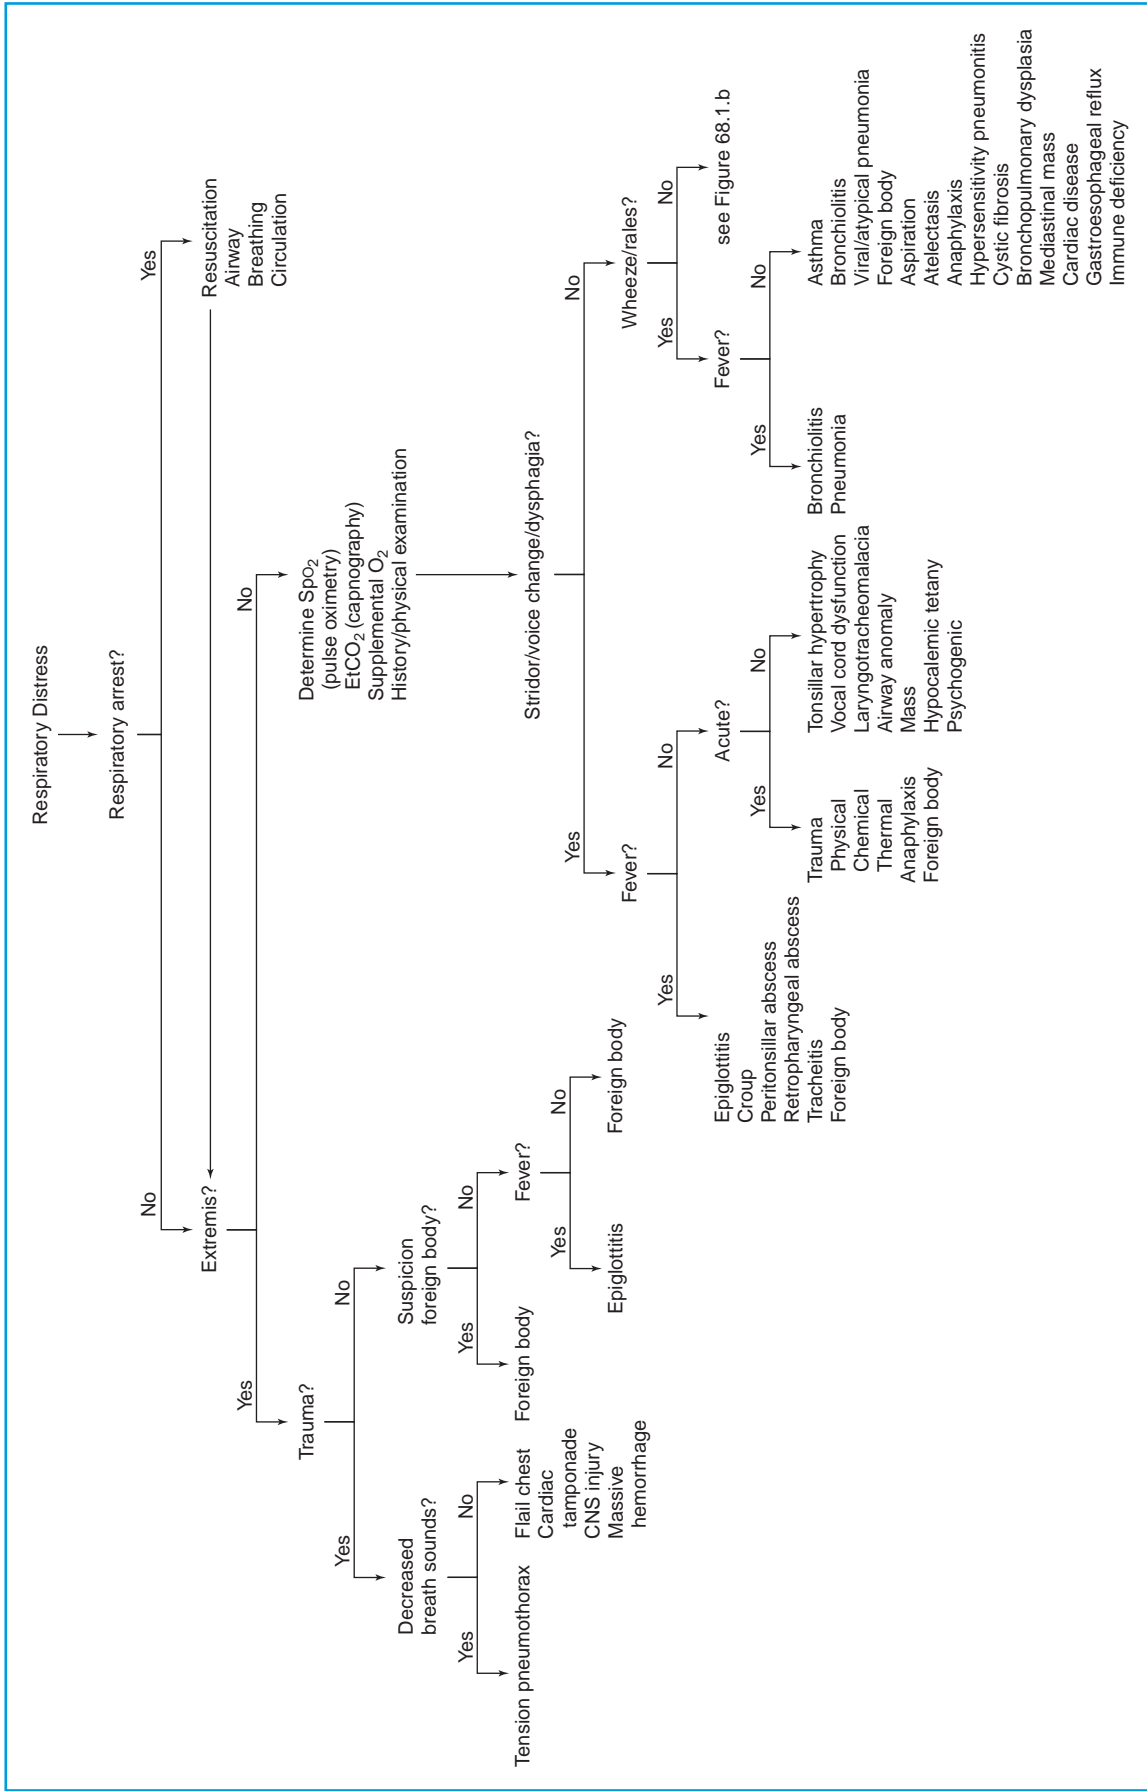 Respiratory Distress
Respiratory arrest?
No
Yes
Extremis?
Resuscitation
Airway
Breathing
Circulation
Yes
No
Trauma?
Determine SpO₂
(pulse oximetry)
EtCO₂ (capnography)
Supplemental O₂
History/physical examination
Yes
No
Decreased
breath sounds?
Suspicion
foreign body?
Yes
No
Yes
No
Tension pneumothorax
Flail chest
Cardiac
tamponade
CNS injury
Massive
hemorrhage
Foreign body
Fever?
Yes
No
Epiglottitis
Foreign body
Stridor/voice change/dysphagia?
Yes
No
Fever?
Wheeze/rales?
Yes
No
Yes
No
Epiglottitis
Croup
Peritonsillar abscess
Retropharyngeal abscess
Tracheitis
Foreign body
Acute?
Fever?
see Figure 68.1.b
Yes
No
Yes
No
Trauma
Physical
Chemical
Thermal
Anaphylaxis
Foreign body
Tonsillar hypertrophy
Vocal cord dysfunction
Laryngotracheomalacia
Airway anomaly
Mass
Hypocalemic tetany
Psychogenic
Bronchiolitis
Pneumonia
Asthma
Bronchiolitis
Viral/atypical pneumonia
Foreign body
Aspiration
Atelectasis
Anaphylaxis
Hypersensitivity pneumonitis
Cystic fibrosis
Bronchopulmonary dysplasia
Mediastinal mass
Cardiac disease
Gastroesophageal reflux
Immune deficiency